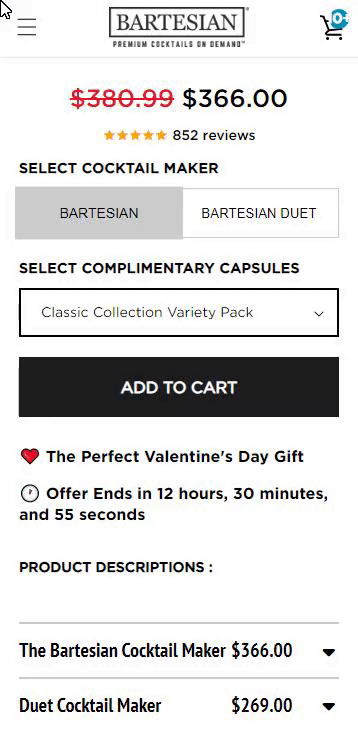 BARTESIAN
PREMIUM COCKTAILS ON DEMAND
0
$380.99 $366.00
852 reviews
SELECT COCKTAIL MAKER
BARTESIAN
BARTESIAN DUET
SELECT COMPLIMENTARY CAPSULES
Classic Collection Variety Pack
ADD TO CART
The Perfect Valentine's Day Gift
Offer Ends in 12 hours, 30 minutes,
and 55 seconds
PRODUCT DESCRIPTIONS :
The Bartesian Cocktail Maker $366.00
Duet Cocktail Maker $269.00